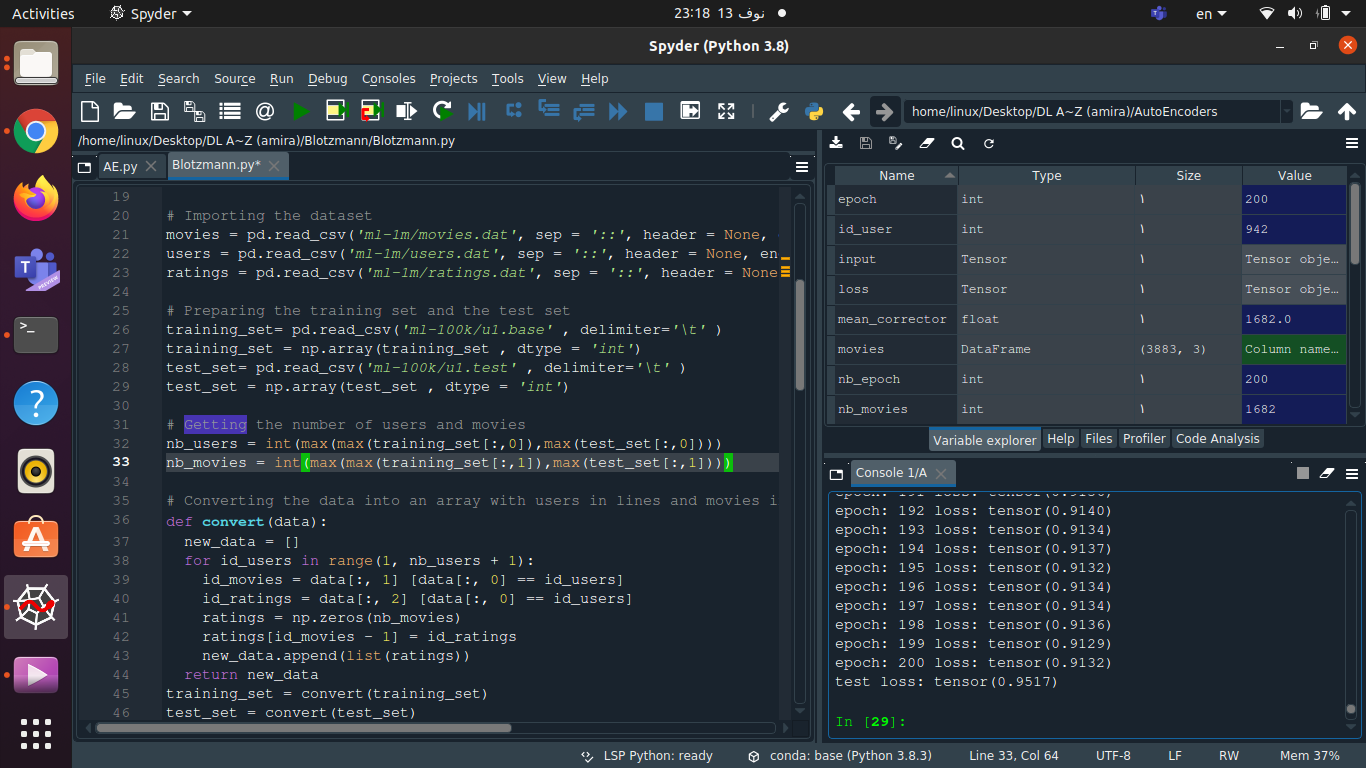 Activities
Spyder
23:18 13 نوف
en
Spyder (Python 3.8)
File Edit Search Source Run Debug Consoles Projects Tools View Help
home/linux/Desktop/DL A~Z (amira)/AutoEncoders
/home/linux/Desktop/DL A~Z (amira)/Blotzmann/Blotzmann.py
AE.py
Blotzmann.py*
19
20 # Importing the dataset
21 movies = pd.read_csv('ml-1m/movies.dat', sep = '::', header = None,
22 users = pd.read_csv('ml-1m/users.dat', sep = '::', header = None, en
23 ratings = pd.read_csv('ml-1m/ratings.dat', sep = '::', header = None
24
25 # Preparing the training set and the test set
26 training_set= pd.read_csv('ml-100k/u1.base' , delimiter='\t' )
27 training_set = np.array(training_set , dtype = 'int')
28 test_set= pd.read_csv('ml-100k/u1.test' , delimiter='\t' )
29 test_set = np.array(test_set , dtype = 'int')
30
31 # Getting the number of users and movies
32 nb_users = int(max(max(training_set[:,0]),max(test_set[:,0])))
33 nb_movies = int(max(max(training_set[:,1]),max(test_set[:,1])))
34
35 # Converting the data into an array with users in lines and movies i
36 def convert(data):
37 new_data = []
38 for id_users in range(1, nb_users + 1):
39 id_movies = data[:, 1] [data[:, 0] == id_users]
40 id_ratings = data[:, 2] [data[:, 0] == id_users]
41 ratings = np.zeros(nb_movies)
42 ratings[id_movies - 1] = id_ratings
43 new_data.append(list(ratings))
44 return new_data
45 training_set = convert(training_set)
46 test_set = convert(test_set)
Name Type Size Value
epoch int ١ 200
id_user int ١ 942
input Tensor ١ Tensor obje…
loss Tensor ١ Tensor obje…
mean_corrector float ١ 1682.0
movies DataFrame (3883, 3) Column name…
nb_epoch int ١ 200
nb_movies int ١ 1682
Variable explorer Help Files Profiler Code Analysis
Console 1/A
epoch: 192 loss: tensor(0.9140)
epoch: 193 loss: tensor(0.9134)
epoch: 194 loss: tensor(0.9137)
epoch: 195 loss: tensor(0.9132)
epoch: 196 loss: tensor(0.9134)
epoch: 197 loss: tensor(0.9134)
epoch: 198 loss: tensor(0.9136)
epoch: 199 loss: tensor(0.9129)
epoch: 200 loss: tensor(0.9132)
test loss: tensor(0.9517)
In [29]:
LSP Python: ready conda: base (Python 3.8.3) Line 33, Col 64 UTF-8 LF RW Mem 37%